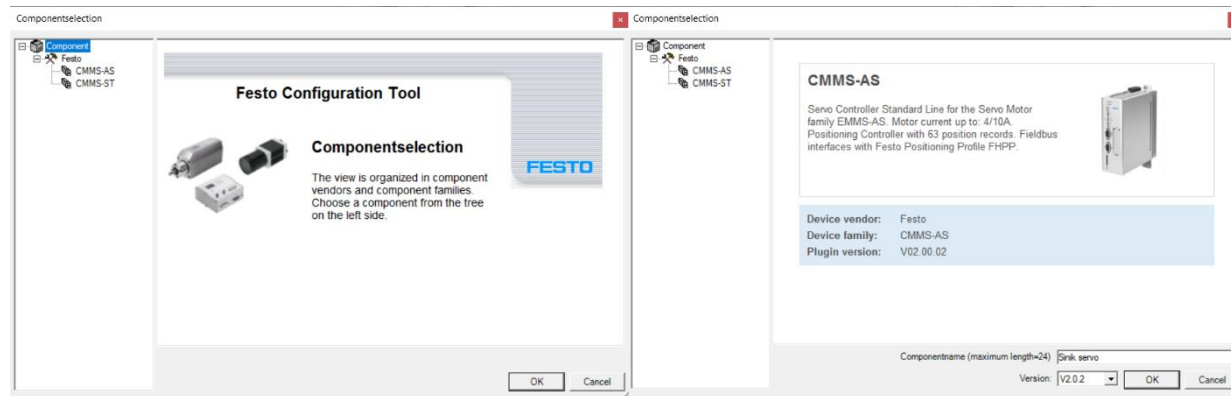 Componentselection
Component
Festo
CMMS-AS
CMMS-ST
Festo Configuration Tool
Componentselection
The view is organized in component
vendors and component families.
Choose a component from the tree
on the left side.
FESTO
OK
Cancel
Componentselection
Component
Festo
CMMS-AS
CMMS-ST
CMMS-AS
Servo Controller Standard Line for the Servo Motor
family EMMS-AS. Motor current up to: 4/10A.
Positioning Controller with 63 position records. Fieldbus
interfaces with Festo Positioning Profile FHPP.
Device vendor: Festo
Device family: CMMS-AS
Plugin version: V02.00.02
Componentname (maximum length=24) Sinik servo
Version: V2.0.2 OK Cancel